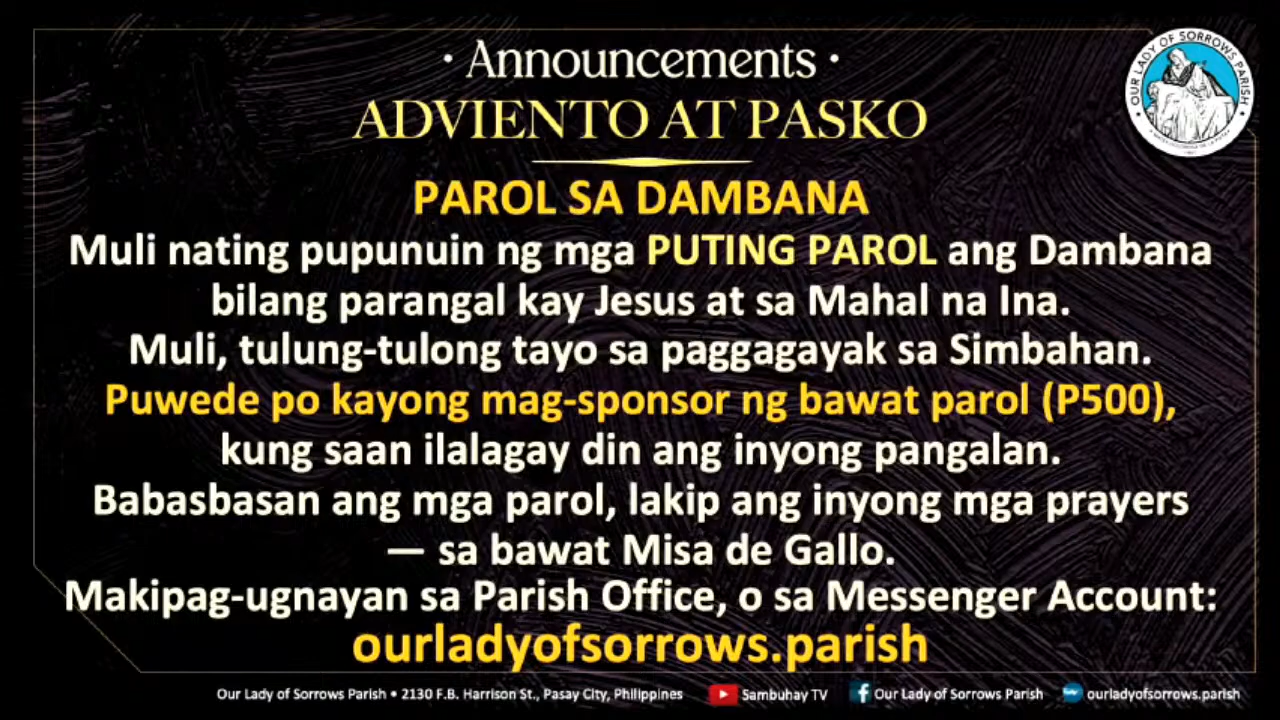 · Announcements ·
ADVIENTO AT PASKO
PAROL SA DAMBANA
Muli nating pupunuin ng mga PUTING PAROL ang Dambana
bilang parangal kay Jesus at sa Mahal na Ina.
Muli, tulung-tulong tayo sa paggagayak sa Simbahan.
Puwede po kayong mag-sponsor ng bawat parol (P500),
kung saan ilalagay din ang inyong pangalan.
Babasbasan ang mga parol, lakip ang inyong mga prayers
— sa bawat Misa de Gallo.
Makipag-ugnayan sa Parish Office, o sa Messenger Account:
ourladyofsorrows.parish
Our Lady of Sorrows Parish • 2130 F.B. Harrison St., Pasay City, Philippines
Sambuhay TV
Our Lady of Sorrows Parish
ourladyofsorrows.parish
OUR LADY OF SORROWS PARISH